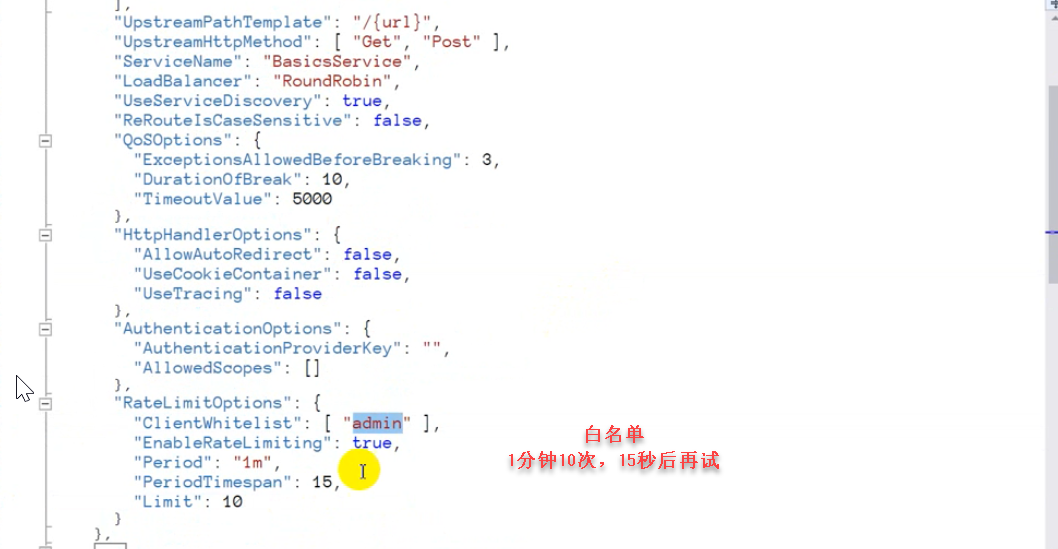 ],
"UpstreamPathTemplate": "/{url}",
"UpstreamHttpMethod": [ "Get", "Post" ],
"ServiceName": "BasicsService",
"LoadBalancer": "RoundRobin",
"UseServiceDiscovery": true,
"ReRouteIsCaseSensitive": false,
"QoSOptions": {
"ExceptionsAllowedBeforeBreaking": 3,
"DurationOfBreak": 10,
"TimeoutValue": 5000
},
"HttpHandlerOptions": {
"AllowAutoRedirect": false,
"UseCookieContainer": false,
"UseTracing": false
},
"AuthenticationOptions": {
"AuthenticationProviderKey": "",
"AllowedScopes": []
},
"RateLimitOptions": {
"ClientWhitelist": [ "admin" ],
"EnableRateLimiting": true,
白名单
"Period": "1m",
1分钟10次，15秒后再试
"PeriodTimespan": 15,
"Limit": 10
}
},